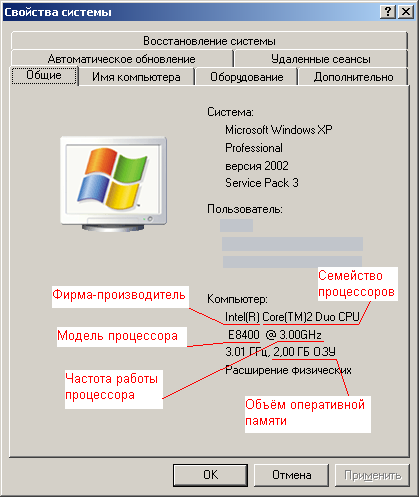 Свойства системы
Восстановление системы
Автоматическое обновление
Удаленные сеансы
Общие
Имя компьютера
Оборудование
Дополнительно
Система:
Microsoft Windows XP
Professional
версия 2002
Service Pack 3
Пользователь:
Семейство
процессоров
Фирма-производитель
Компьютер:
Intel(R) Core(TM)2 Duo CPU
Модель процессора
E8400 @ 3.00GHz
3.01 ГГц, 2,00 ГБ ОЗУ
Расширение физических
Частота работы
процессора
Объём оперативной
памяти
OK
Отмена
Применить